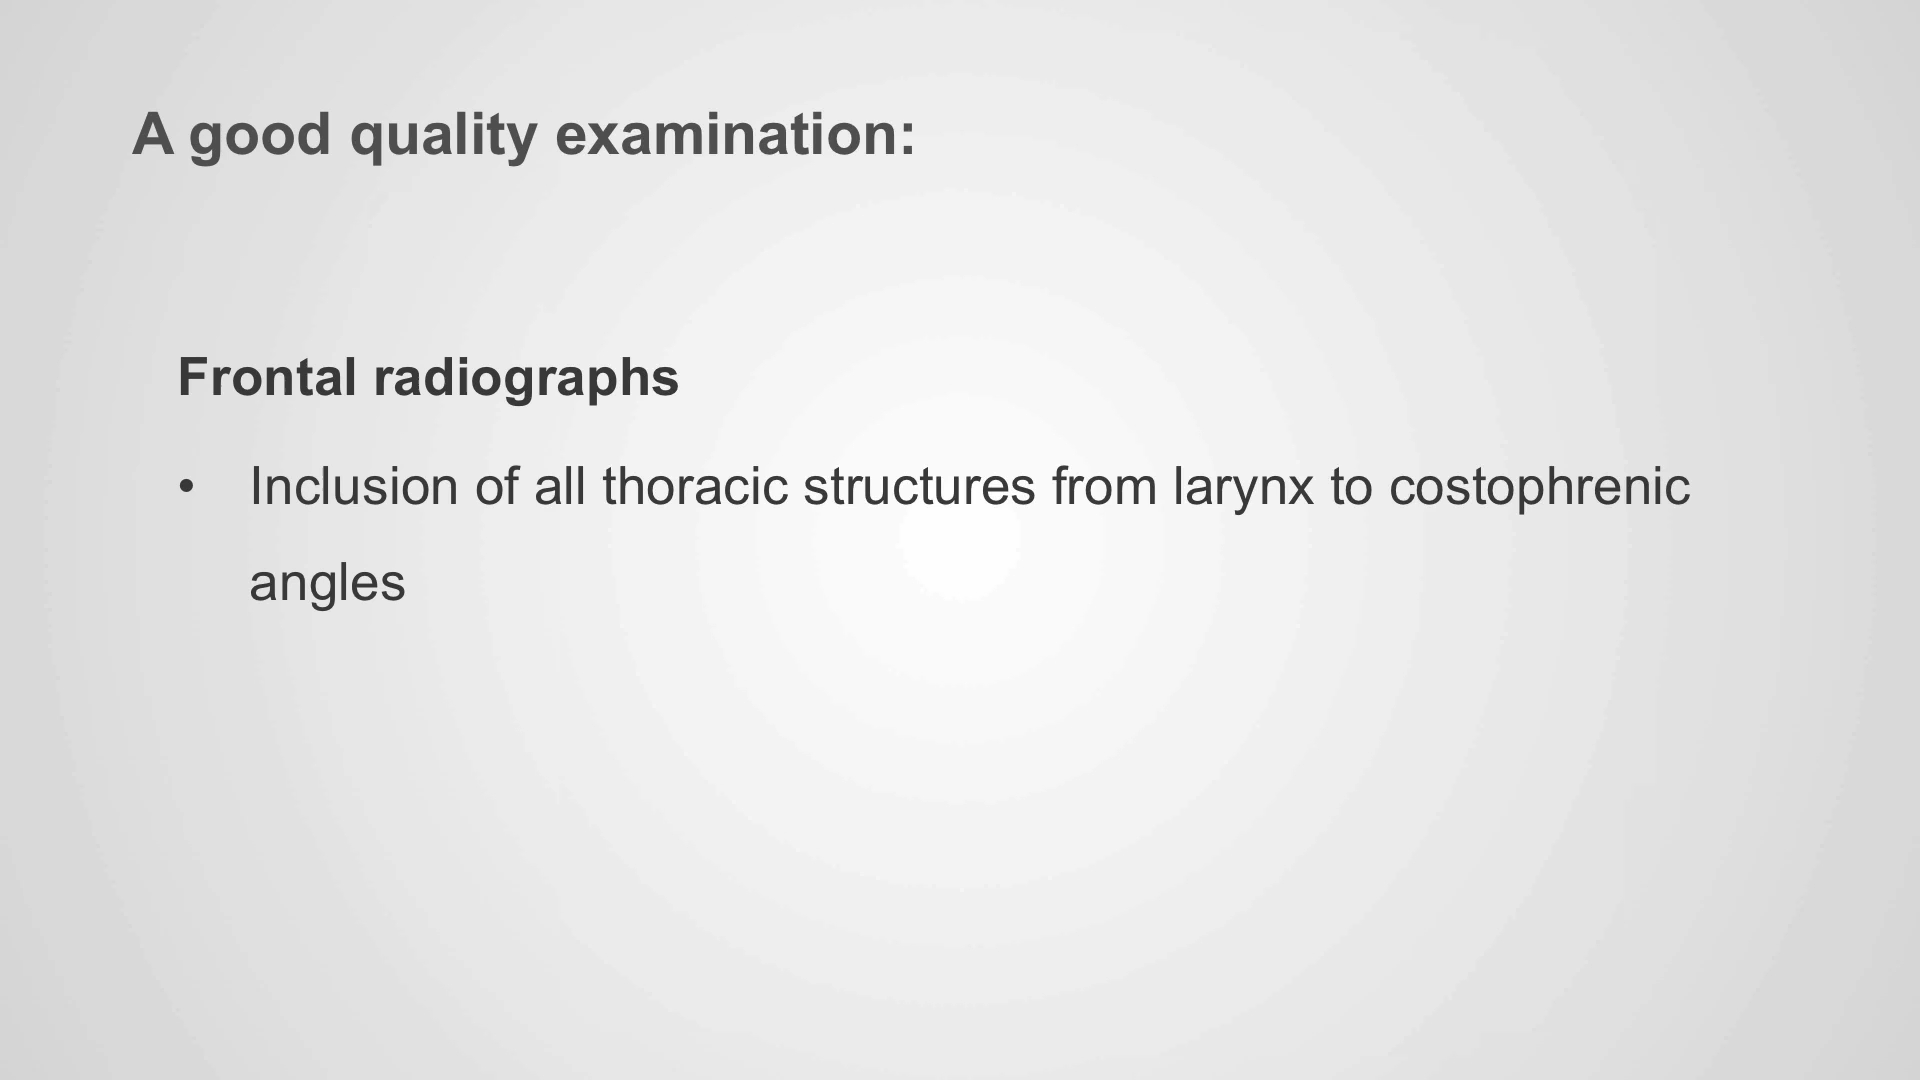 A good quality examination:
Frontal radiographs
• Inclusion of all thoracic structures from larynx to costophrenic
angles